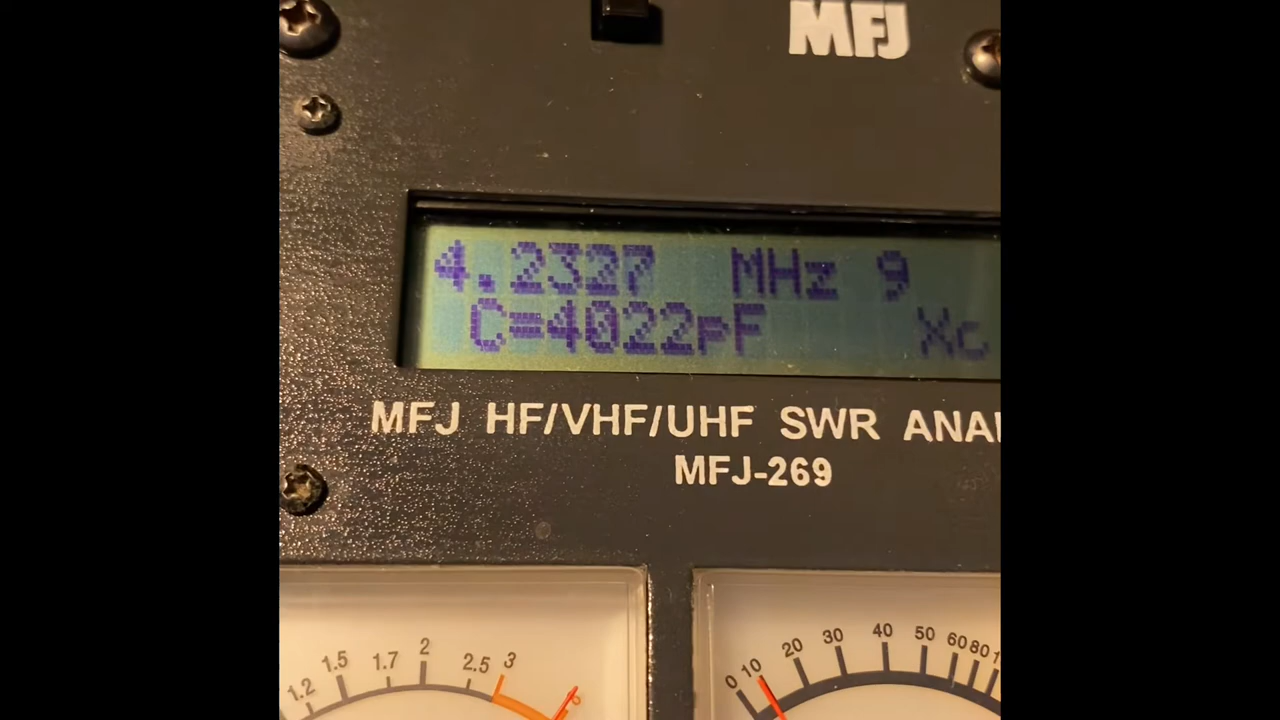 MFJ
4.2327 MHz 9
C=4022pF Xc
MFJ HF/VHF/UHF SWR ANA
MFJ-269
1.2 1.5 1.7 2 2.5 3
0 10 20 30 40 50 60 80